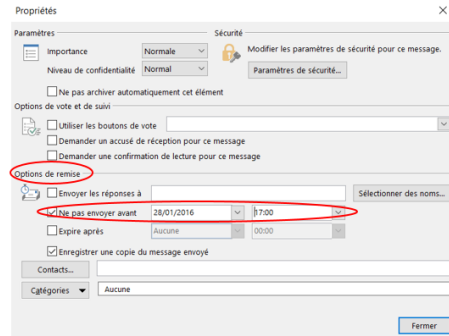 Propriétés
Paramètres
Sécurité
Importance Normale
Modifier les paramètres de sécurité pour ce message.
Niveau de confidentialité Normal
Paramètres de sécurité...
Ne pas archiver automatiquement cet élément
Options de vote et de suivi
Utiliser les boutons de vote
Demander un accusé de réception pour ce message
Demander une confirmation de lecture pour ce message
Options de remise
Envoyer les réponses à
Sélectionner des noms...
Ne pas envoyer avant 28/01/2016 17:00
Expire après Aucune 00:00
Enregistrer une copie du message envoyé
Contacts...
Catégories Aucune
Fermer